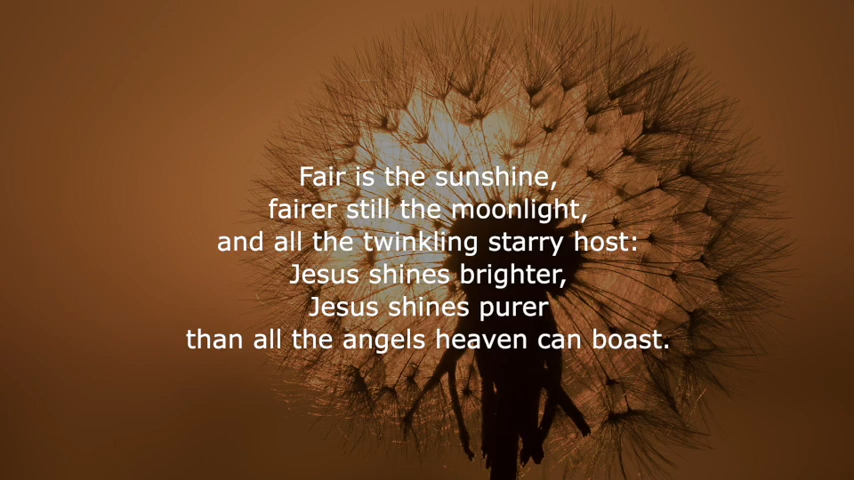 Fair is the sunshine,
fairer still the moonlight,
and all the twinkling starry host:
Jesus shines brighter,
Jesus shines purer
than all the angels heaven can boast.